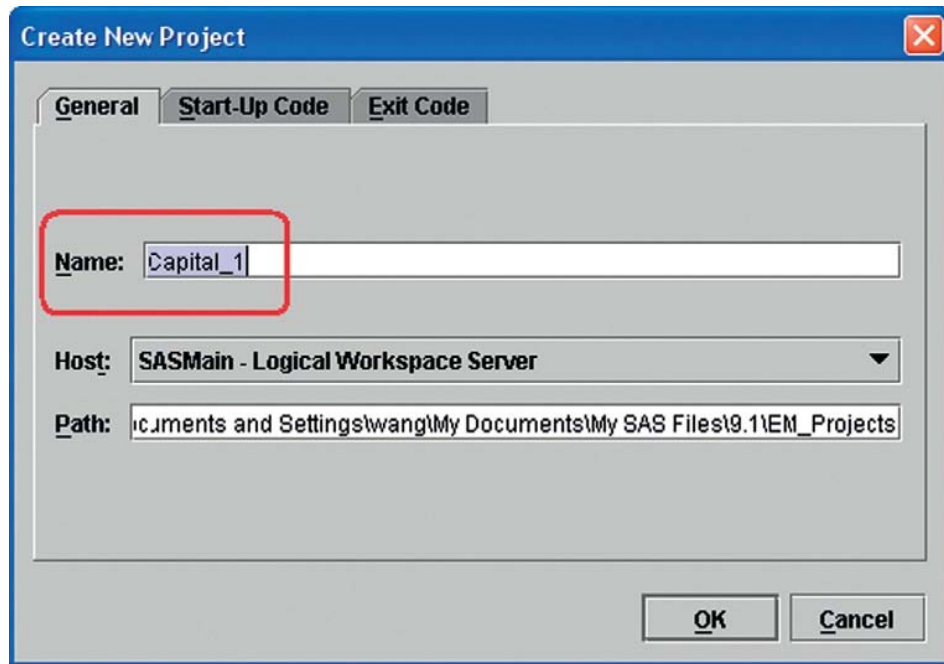 Create New Project
General Start-Up Code Exit Code
Name: Capital_1
Host: SASMain - Logical Workspace Server
Path: cuments and Settings\wang\My Documents\My SAS Files\9.1\EM_Projects
OK Cancel